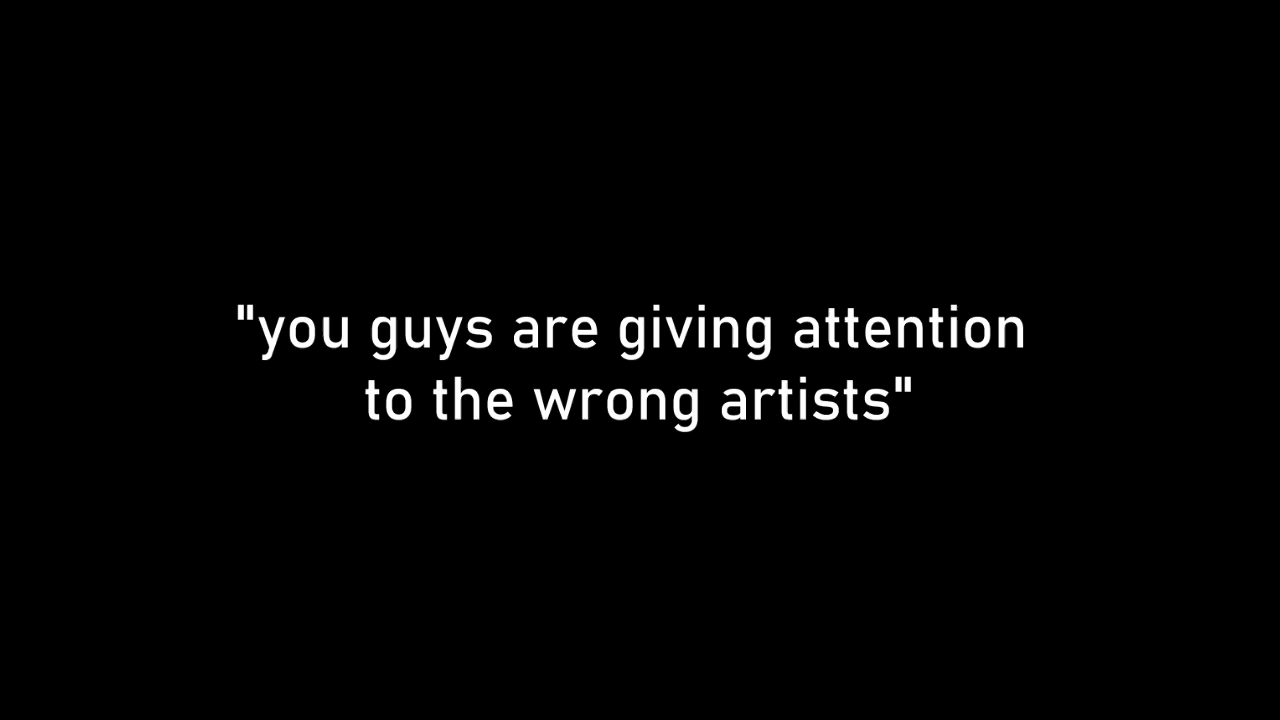 "you guys are giving attention
to the wrong artists"